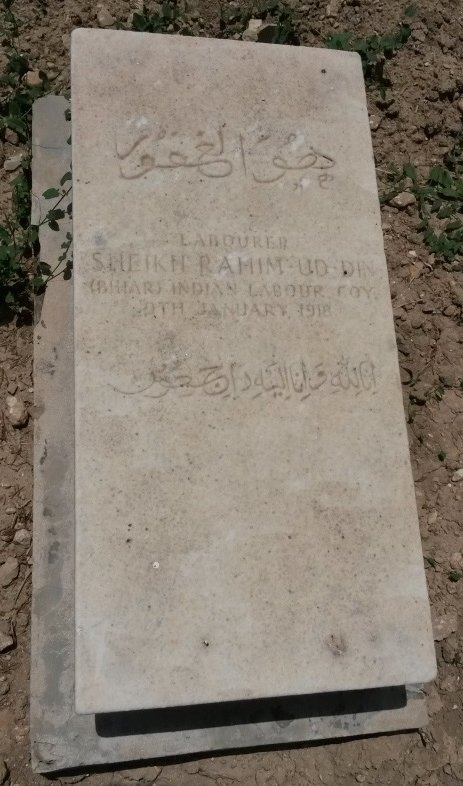 هو الغفور
LABOURER
SHEIKH RAHIM-UD-DIN
(BIHAR) INDIAN LABOUR COY.
JANUARY 1918
انا لله وانا اليه راجعون